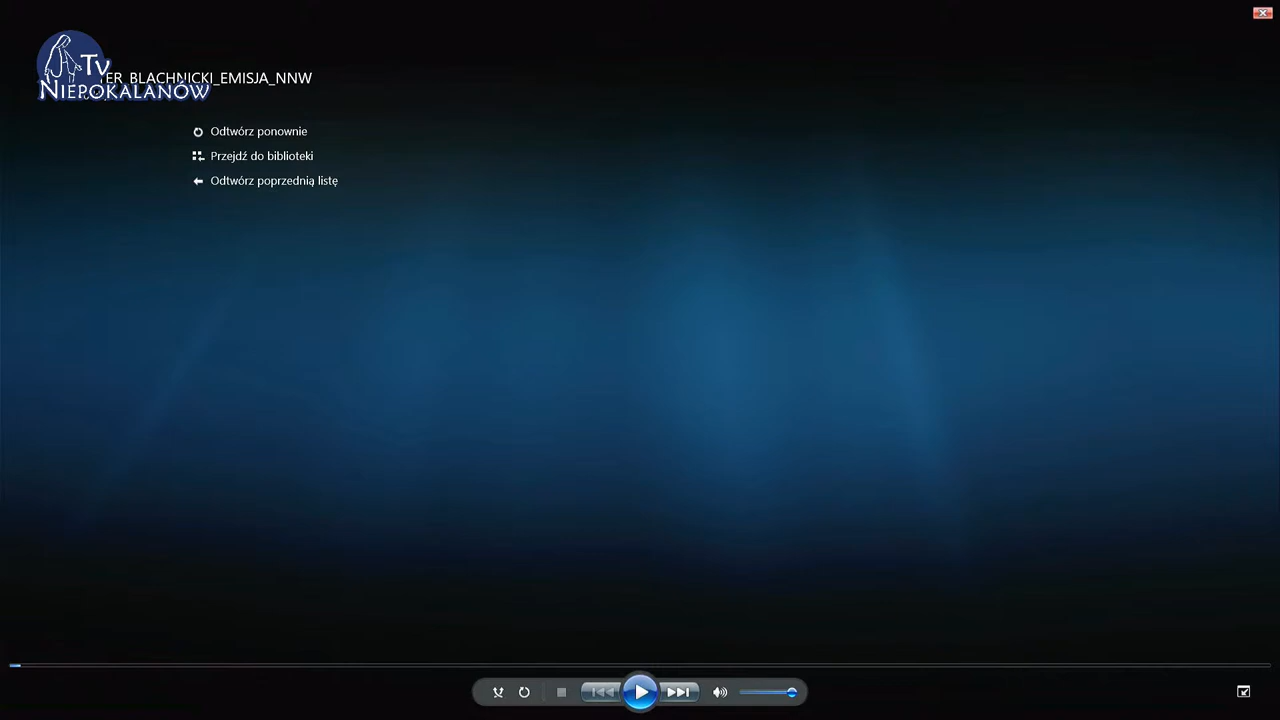 Tv
NIEPOKALANÓW
ER_BLACHNICKI_EMISJA_NNW
Odtwórz ponownie
Przejdź do biblioteki
Odtwórz poprzednią listę